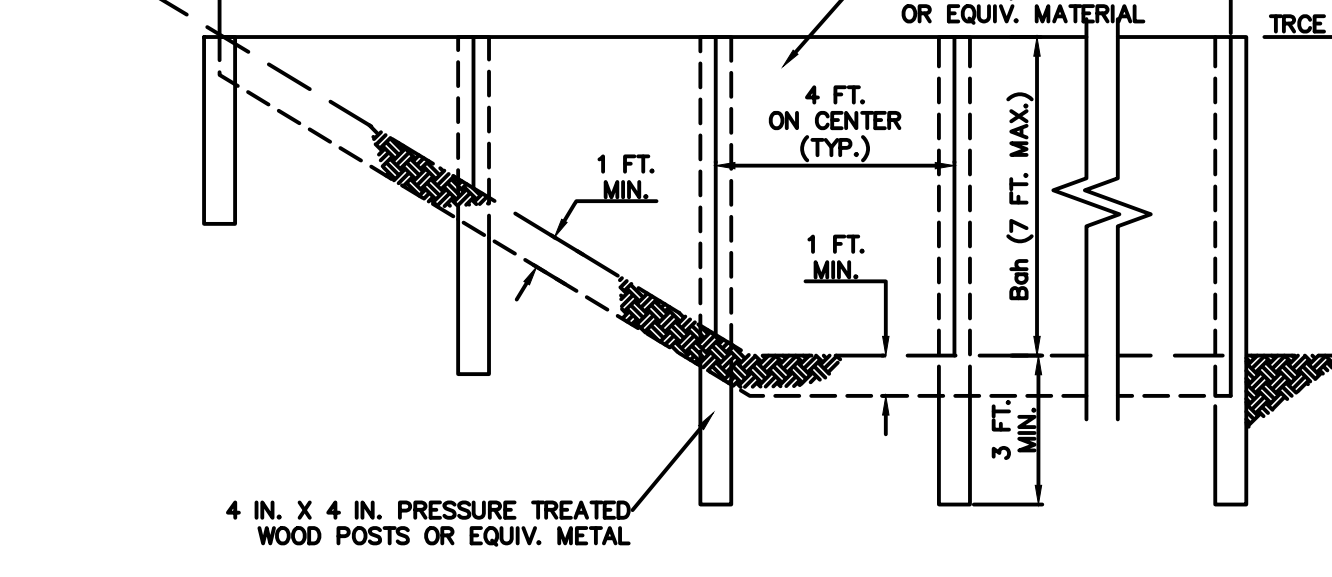 OR EQUIV. MATERIAL
TRCE
4 FT.
ON CENTER
(TYP.)
1 FT.
MIN.
Bah (7 FT. MAX.)
1 FT.
MIN.
3 FT.
MIN.
4 IN. X 4 IN. PRESSURE TREATED
WOOD POSTS OR EQUIV. METAL